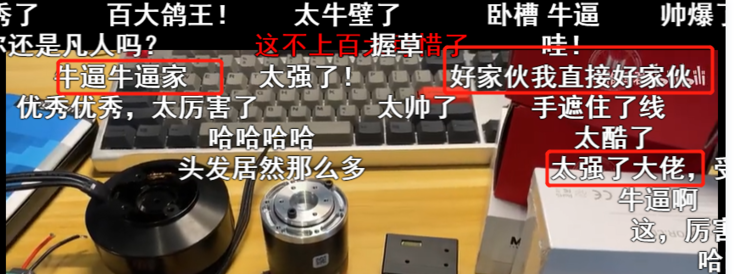 秀了 百大鸽王！ 太牛壁了 卧槽 牛逼 帅爆了
你还是凡人吗？ 这不上百大可惜了 握草 哇！
牛逼牛逼家 太强了！ 好家伙我直接好家伙
优秀优秀，太厉害了 太帅了 手遮住了线
哈哈哈哈 太酷了
头发居然那么多 太强了大佬，受
牛逼啊
这，厉害
哈